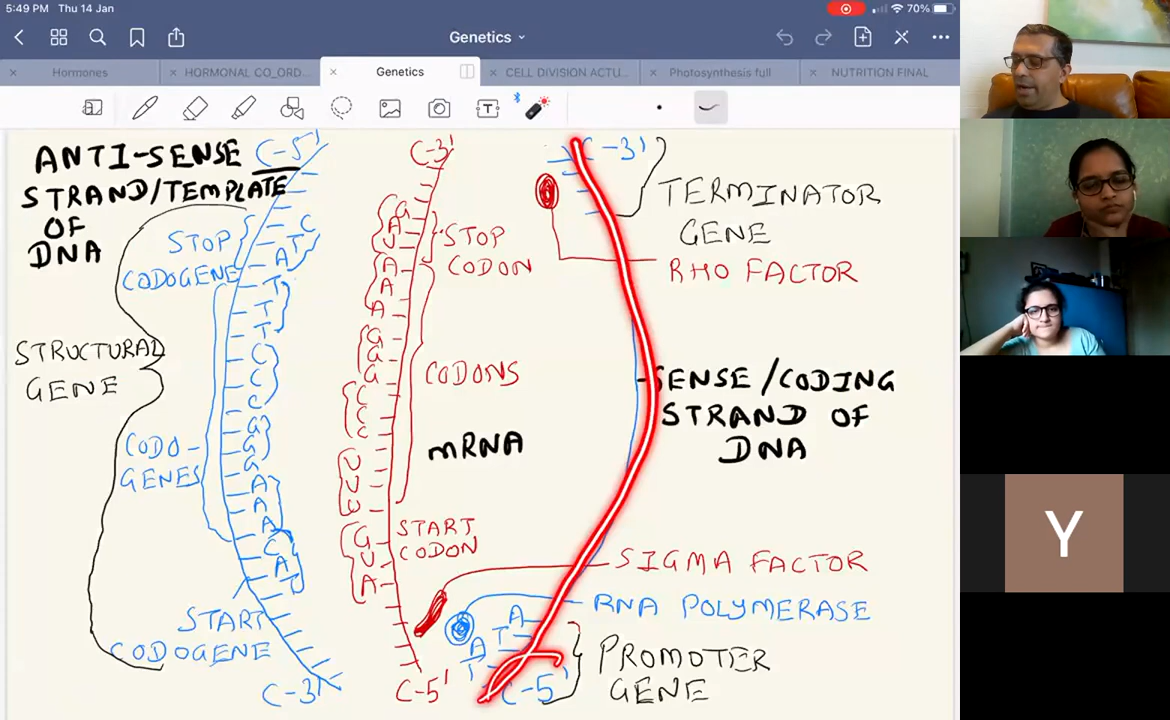 5:49 PM Thu 14 Jan
70%
Genetics
Hormones
HORMONAL CO_ORD...
Genetics
CELL DIVISION ACTU...
Photosynthesis full
NUTRITION FINAL
ANTI-SENSE
STRAND/TEMPLATE
OF
DNA
C-5'
STOP
CODOGENE
STRUCTURAL
GENE
CODO-
GENES
START
CODOGENE
C
T
A
T
T
T
C
C
C
G
G
G
A
A
A
C
A
T
C-3'
C-3'
G
A
U
A
A
A
G
G
G
C
C
C
U
U
U
G
U
A
C-5'
STOP
CODON
CODONS
mRNA
START
CODON
C-3'
TERMINATOR
GENE
RHO FACTOR
SENSE/CODING
STRAND OF
DNA
SIGMA FACTOR
RNA POLYMERASE
A
T
A
T
C-5'
PROMOTER
GENE
Y